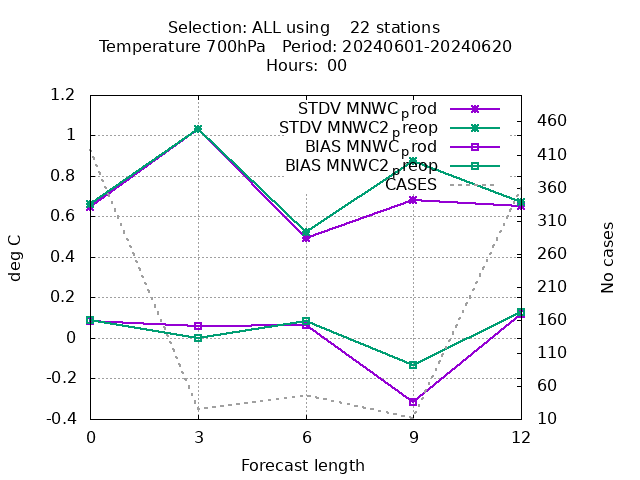 Selection: ALL using    22 stations
Temperature 700hPa   Period: 20240601-20240620
Hours:  00
STDV MNWC_prod
STDV MNWC2_preop
BIAS MNWC_prod
BIAS MNWC2_preop
CASES
deg C
1.2
1
0.8
0.6
0.4
0.2
0
-0.2
-0.4
460
410
360
310
260
210
160
110
60
10
No cases
0 3 6 9 12
Forecast length